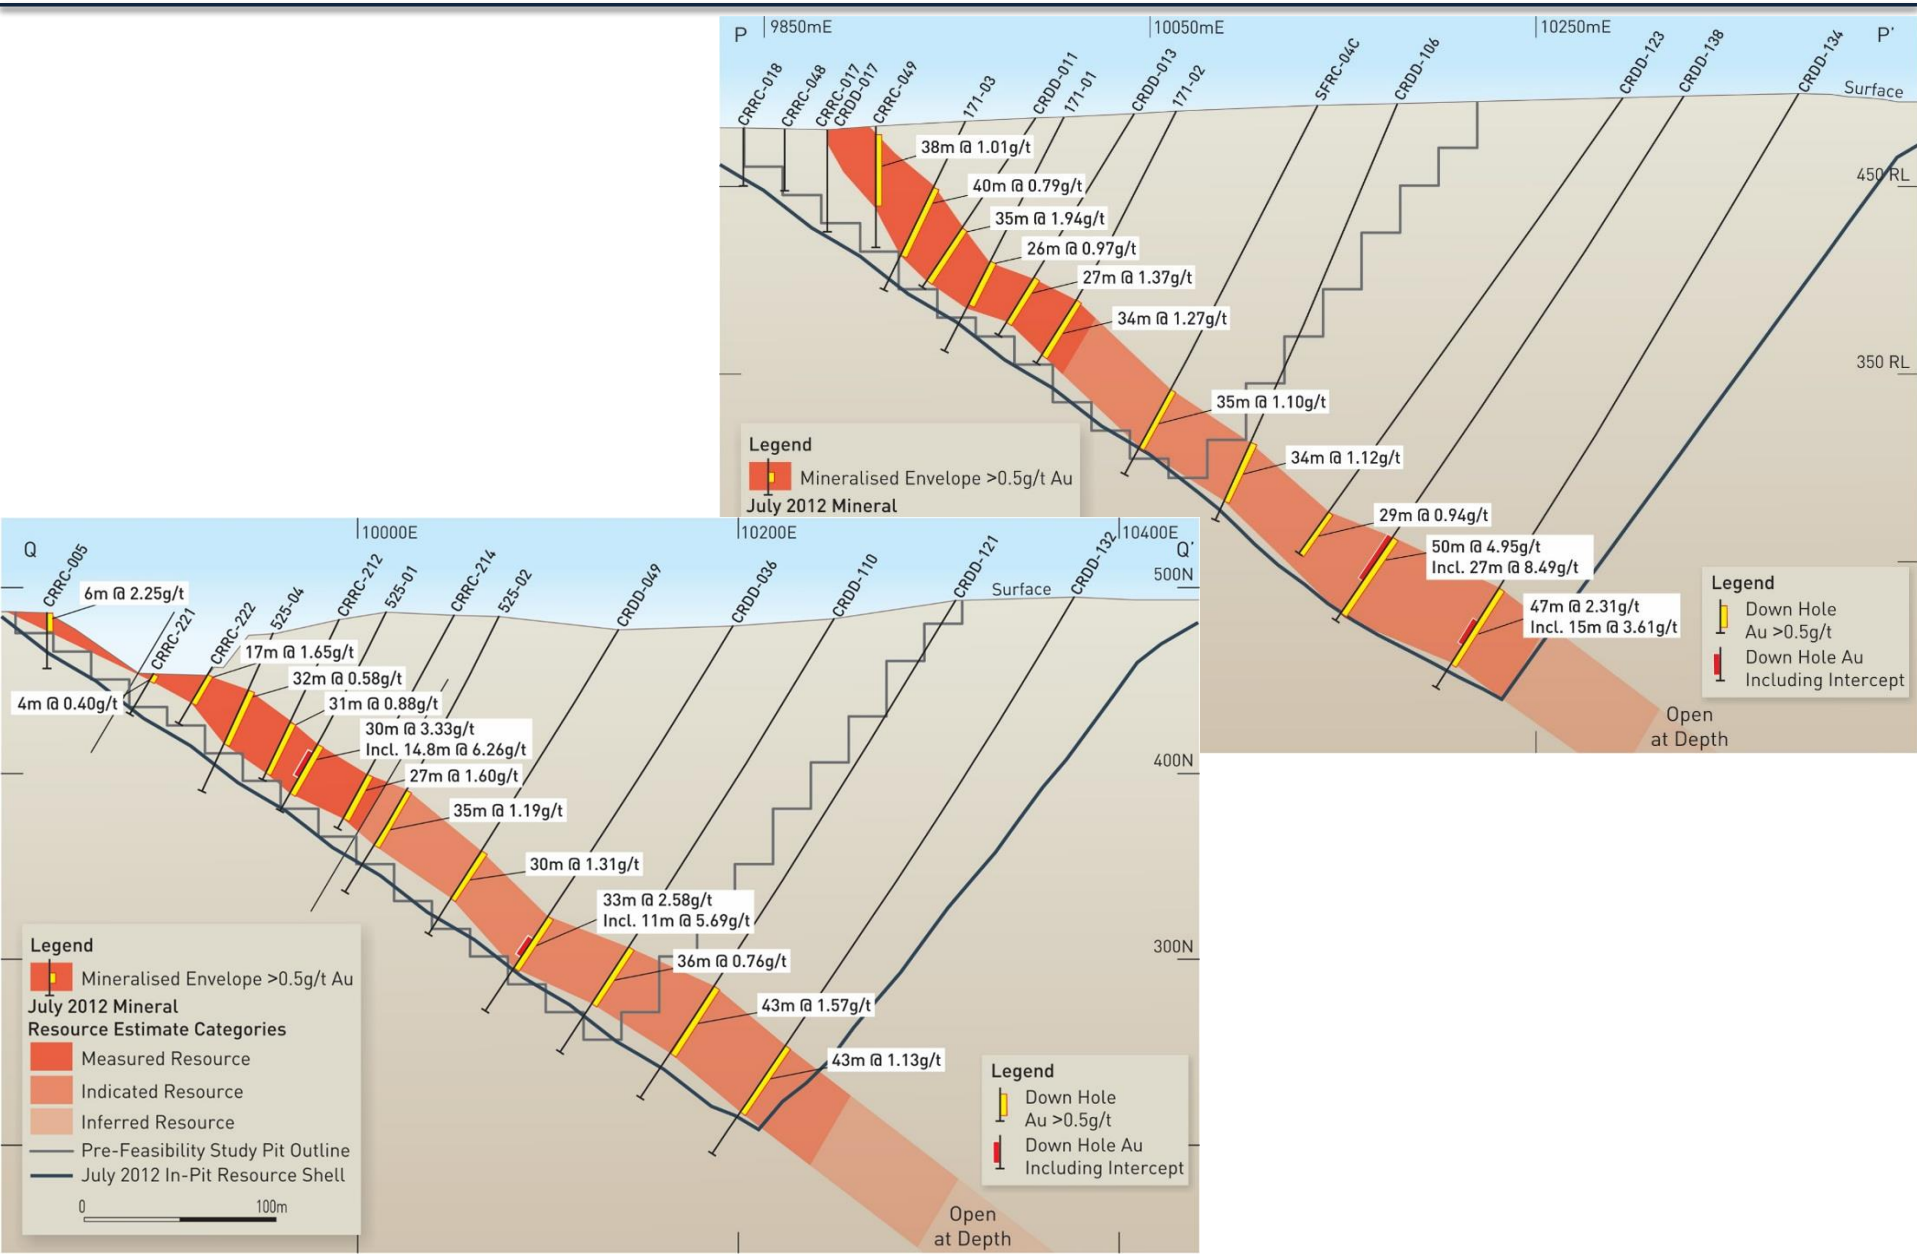 P
9850mE
10050mE
10250mE
P'
CRRC-018
CRRC-048
CRRC-017
CRDD-017
CRRC-049
171-03
CRDD-011
171-01
CRDD-013
171-02
SFRC-04C
CRDD-106
CRDD-123
CRDD-138
CRDD-134
Surface
38m @ 1.01g/t
40m @ 0.79g/t
35m @ 1.94g/t
26m @ 0.97g/t
27m @ 1.37g/t
34m @ 1.27g/t
35m @ 1.10g/t
34m @ 1.12g/t
29m @ 0.94g/t
50m @ 4.95g/t
Incl. 27m @ 8.49g/t
47m @ 2.31g/t
Incl. 15m @ 3.61g/t
450 RL
350 RL
Legend
Mineralised Envelope >0.5g/t Au
July 2012 Mineral
Legend
Down Hole
Au >0.5g/t
Down Hole Au
Including Intercept
Open
at Depth
Q
10000E
10200E
10400E
Q'
CRRC-005
CRRC-221
CRRC-222
525-04
CRRC-212
525-01
CRRC-214
525-02
CRDD-049
CRDD-036
CRDD-110
CRDD-121
CRDD-132
Surface
500N
400N
300N
6m @ 2.25g/t
4m @ 0.40g/t
17m @ 1.65g/t
32m @ 0.58g/t
31m @ 0.88g/t
30m @ 3.33g/t
Incl. 14.8m @ 6.26g/t
27m @ 1.60g/t
35m @ 1.19g/t
30m @ 1.31g/t
33m @ 2.58g/t
Incl. 11m @ 5.69g/t
36m @ 0.76g/t
43m @ 1.57g/t
43m @ 1.13g/t
Legend
Mineralised Envelope >0.5g/t Au
July 2012 Mineral
Resource Estimate Categories
Measured Resource
Indicated Resource
Inferred Resource
Pre-Feasibility Study Pit Outline
July 2012 In-Pit Resource Shell
0 100m
Legend
Down Hole
Au >0.5g/t
Down Hole Au
Including Intercept
Open
at Depth